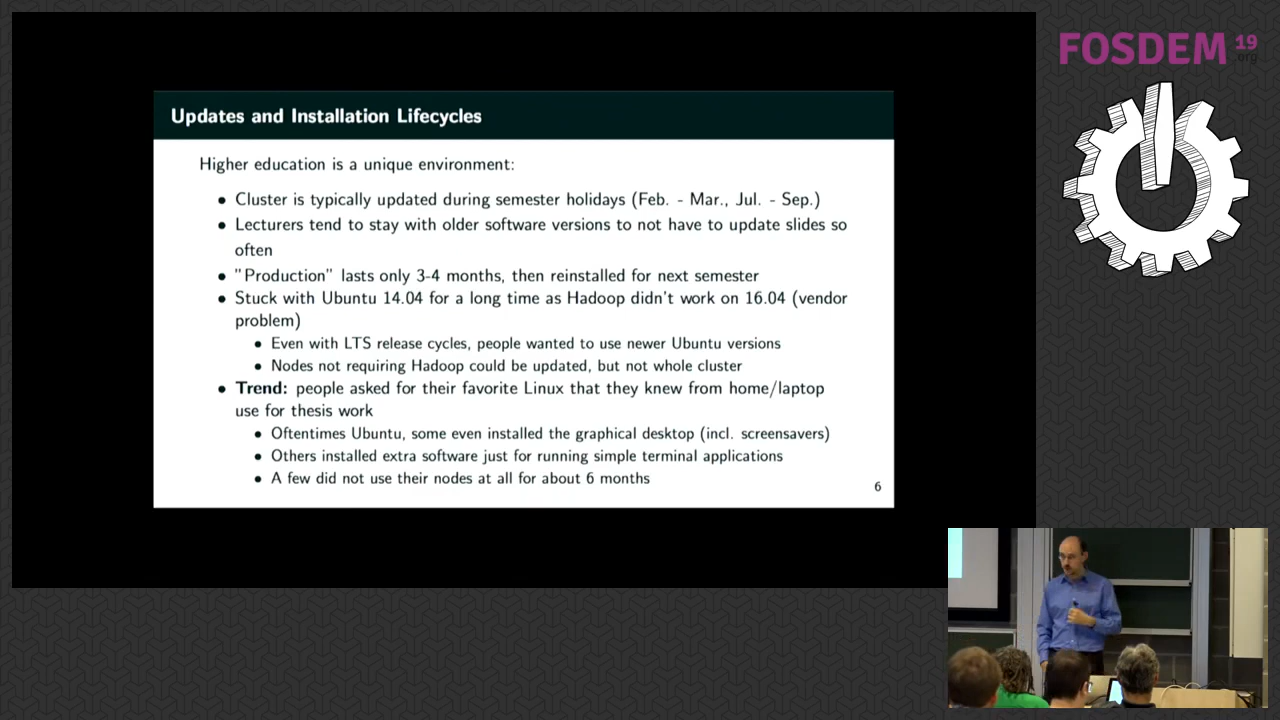 FOSDEM 19
.org
Updates and Installation Lifecycles
Higher education is a unique environment:
• Cluster is typically updated during semester holidays (Feb. - Mar., Jul. - Sep.)
• Lecturers tend to stay with older software versions to not have to update slides so
often
• "Production" lasts only 3-4 months, then reinstalled for next semester
• Stuck with Ubuntu 14.04 for a long time as Hadoop didn't work on 16.04 (vendor
problem)
• Even with LTS release cycles, people wanted to use newer Ubuntu versions
• Nodes not requiring Hadoop could be updated, but not whole cluster
• Trend: people asked for their favorite Linux that they knew from home/laptop
use for thesis work
• Oftentimes Ubuntu, some even installed the graphical desktop (incl. screensavers)
• Others installed extra software just for running simple terminal applications
• A few did not use their nodes at all for about 6 months
6